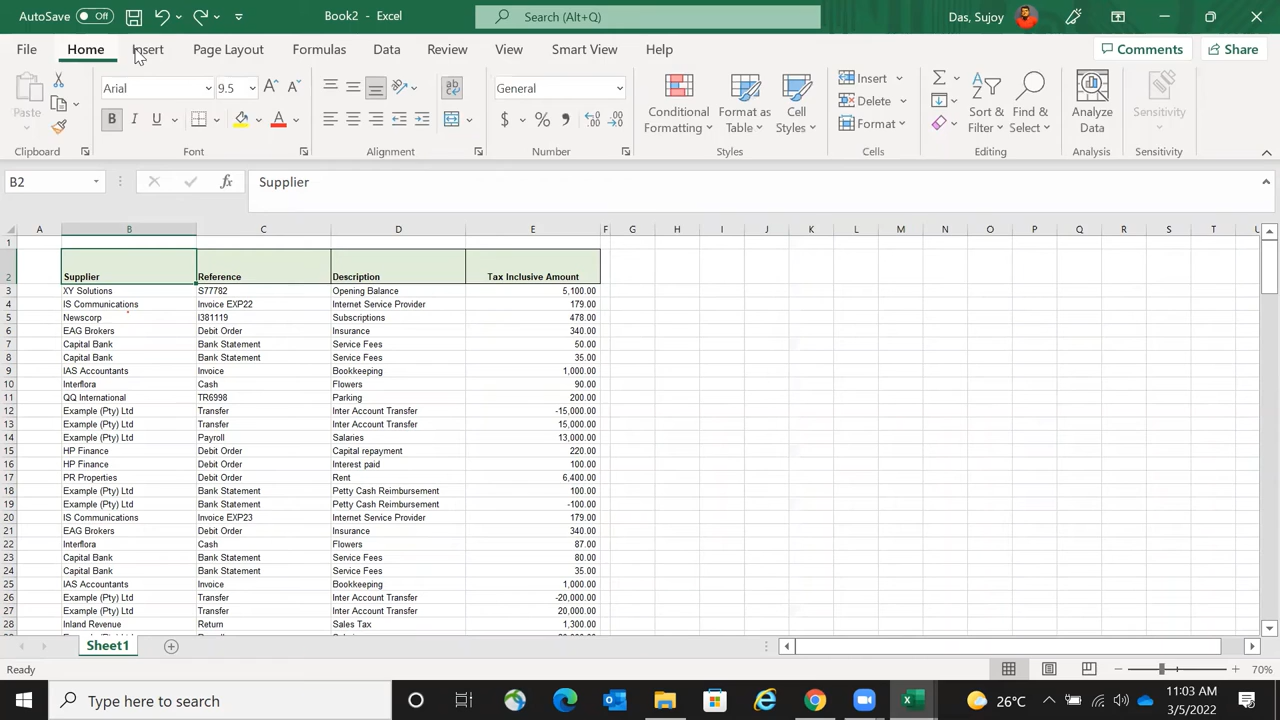 AutoSave Off Book2 - Excel Search (Alt+Q) Das, Sujoy
File Home Insert Page Layout Formulas Data Review View Smart View Help Comments Share
Paste Arial 9.5 General Conditional Formatting Format as Table Cell Styles Insert Delete Format Sort & Filter Find & Select Analyze Data Sensitivity
Clipboard Font Alignment Number Styles Cells Editing Analysis Sensitivity
B2 fx Supplier
A B C D E F G H I J K L M N O P Q R S T
1
2 Supplier Reference Description Tax Inclusive Amount
3 XY Solutions S77782 Opening Balance 5,100.00
4 IS Communications Invoice EXP22 Internet Service Provider 179.00
5 Newscorp I381119 Subscriptions 478.00
6 EAG Brokers Debit Order Insurance 340.00
7 Capital Bank Bank Statement Service Fees 50.00
8 Capital Bank Bank Statement Service Fees 35.00
9 IAS Accountants Invoice Bookkeeping 1,000.00
10 Interflora Cash Flowers 90.00
11 QQ International TR6998 Parking 200.00
12 Example (Pty) Ltd Transfer Inter Account Transfer -15,000.00
13 Example (Pty) Ltd Transfer Inter Account Transfer 15,000.00
14 Example (Pty) Ltd Payroll Salaries 13,000.00
15 HP Finance Debit Order Capital repayment 220.00
16 HP Finance Debit Order Interest paid 100.00
17 PR Properties Debit Order Rent 6,400.00
18 Example (Pty) Ltd Bank Statement Petty Cash Reimbursement 100.00
19 Example (Pty) Ltd Bank Statement Petty Cash Reimbursement -100.00
20 IS Communications Invoice EXP23 Internet Service Provider 179.00
21 EAG Brokers Debit Order Insurance 340.00
22 Interflora Cash Flowers 87.00
23 Capital Bank Bank Statement Service Fees 80.00
24 Capital Bank Bank Statement Service Fees 35.00
25 IAS Accountants Invoice Bookkeeping 1,000.00
26 Example (Pty) Ltd Transfer Inter Account Transfer -20,000.00
27 Example (Pty) Ltd Transfer Inter Account Transfer 20,000.00
28 Inland Revenue Return Sales Tax 1,300.00
Sheet1
Ready 70%
Type here to search 26°C 11:03 AM
3/5/2022